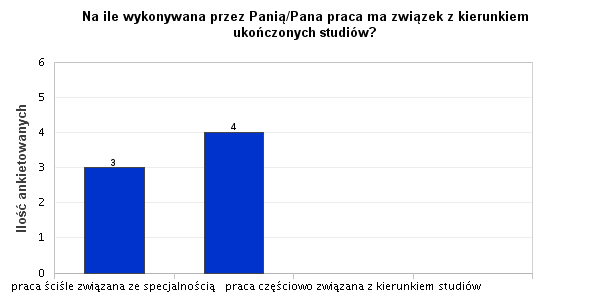 Na ile wykonywana przez Panią/Pana praca ma związek z kierunkiem
ukończonych studiów?
Ilość ankietowanych
6
5
4
3
2
1
0
3
4
praca ściśle związana ze specjalnością praca częściowo związana z kierunkiem studiów